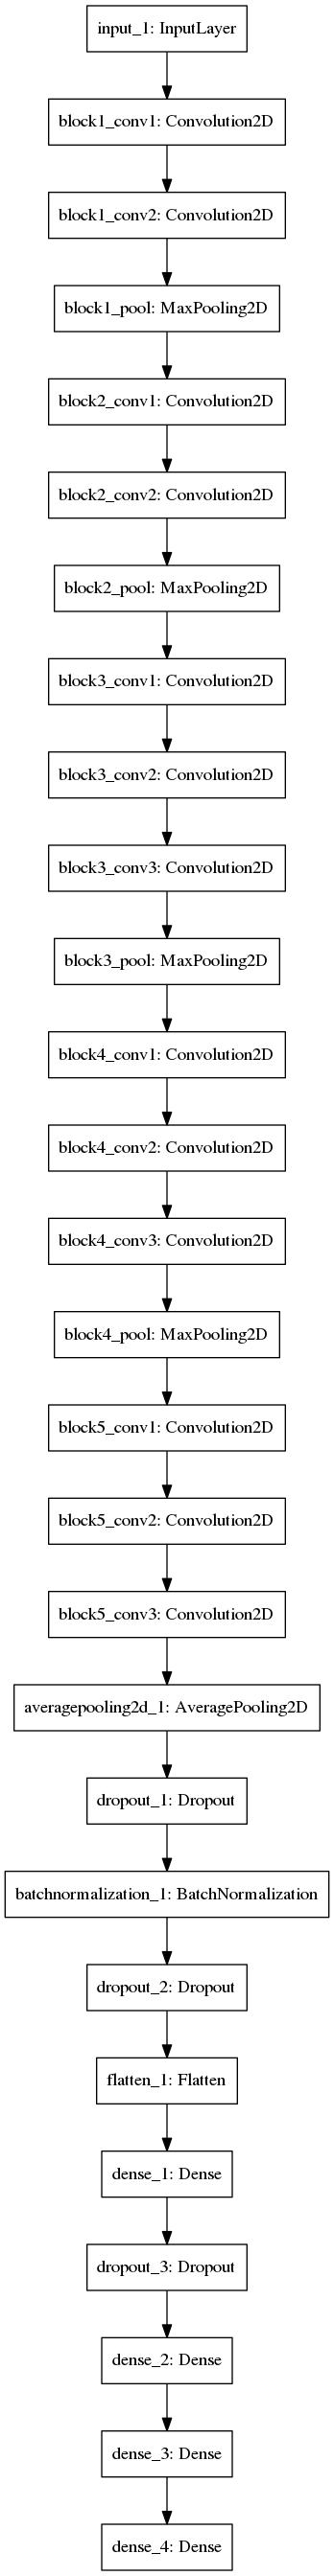 input_1: InputLayer
block1_conv1: Convolution2D
block1_conv2: Convolution2D
block1_pool: MaxPooling2D
block2_conv1: Convolution2D
block2_conv2: Convolution2D
block2_pool: MaxPooling2D
block3_conv1: Convolution2D
block3_conv2: Convolution2D
block3_conv3: Convolution2D
block3_pool: MaxPooling2D
block4_conv1: Convolution2D
block4_conv2: Convolution2D
block4_conv3: Convolution2D
block4_pool: MaxPooling2D
block5_conv1: Convolution2D
block5_conv2: Convolution2D
block5_conv3: Convolution2D
averagepooling2d_1: AveragePooling2D
dropout_1: Dropout
batchnormalization_1: BatchNormalization
dropout_2: Dropout
flatten_1: Flatten
dense_1: Dense
dropout_3: Dropout
dense_2: Dense
dense_3: Dense
dense_4: Dense